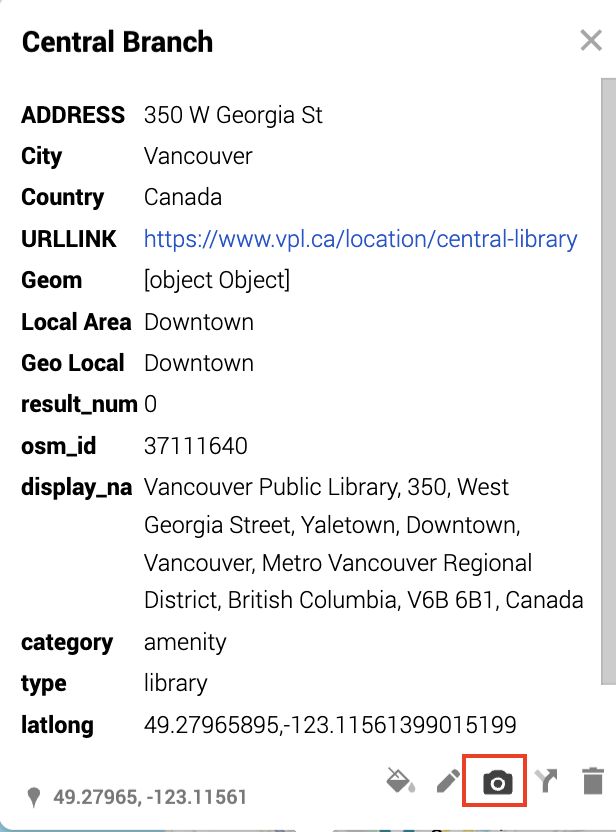 Central Branch
ADDRESS 350 W Georgia St
City Vancouver
Country Canada
URLLINK https://www.vpl.ca/location/central-library
Geom [object Object]
Local Area Downtown
Geo Local Downtown
result_num 0
osm_id 37111640
display_na Vancouver Public Library, 350, West
Georgia Street, Yaletown, Downtown,
Vancouver, Metro Vancouver Regional
District, British Columbia, V6B 6B1, Canada
category amenity
type library
latlong 49.27965895,-123.11561399015199
49.27965, -123.11561